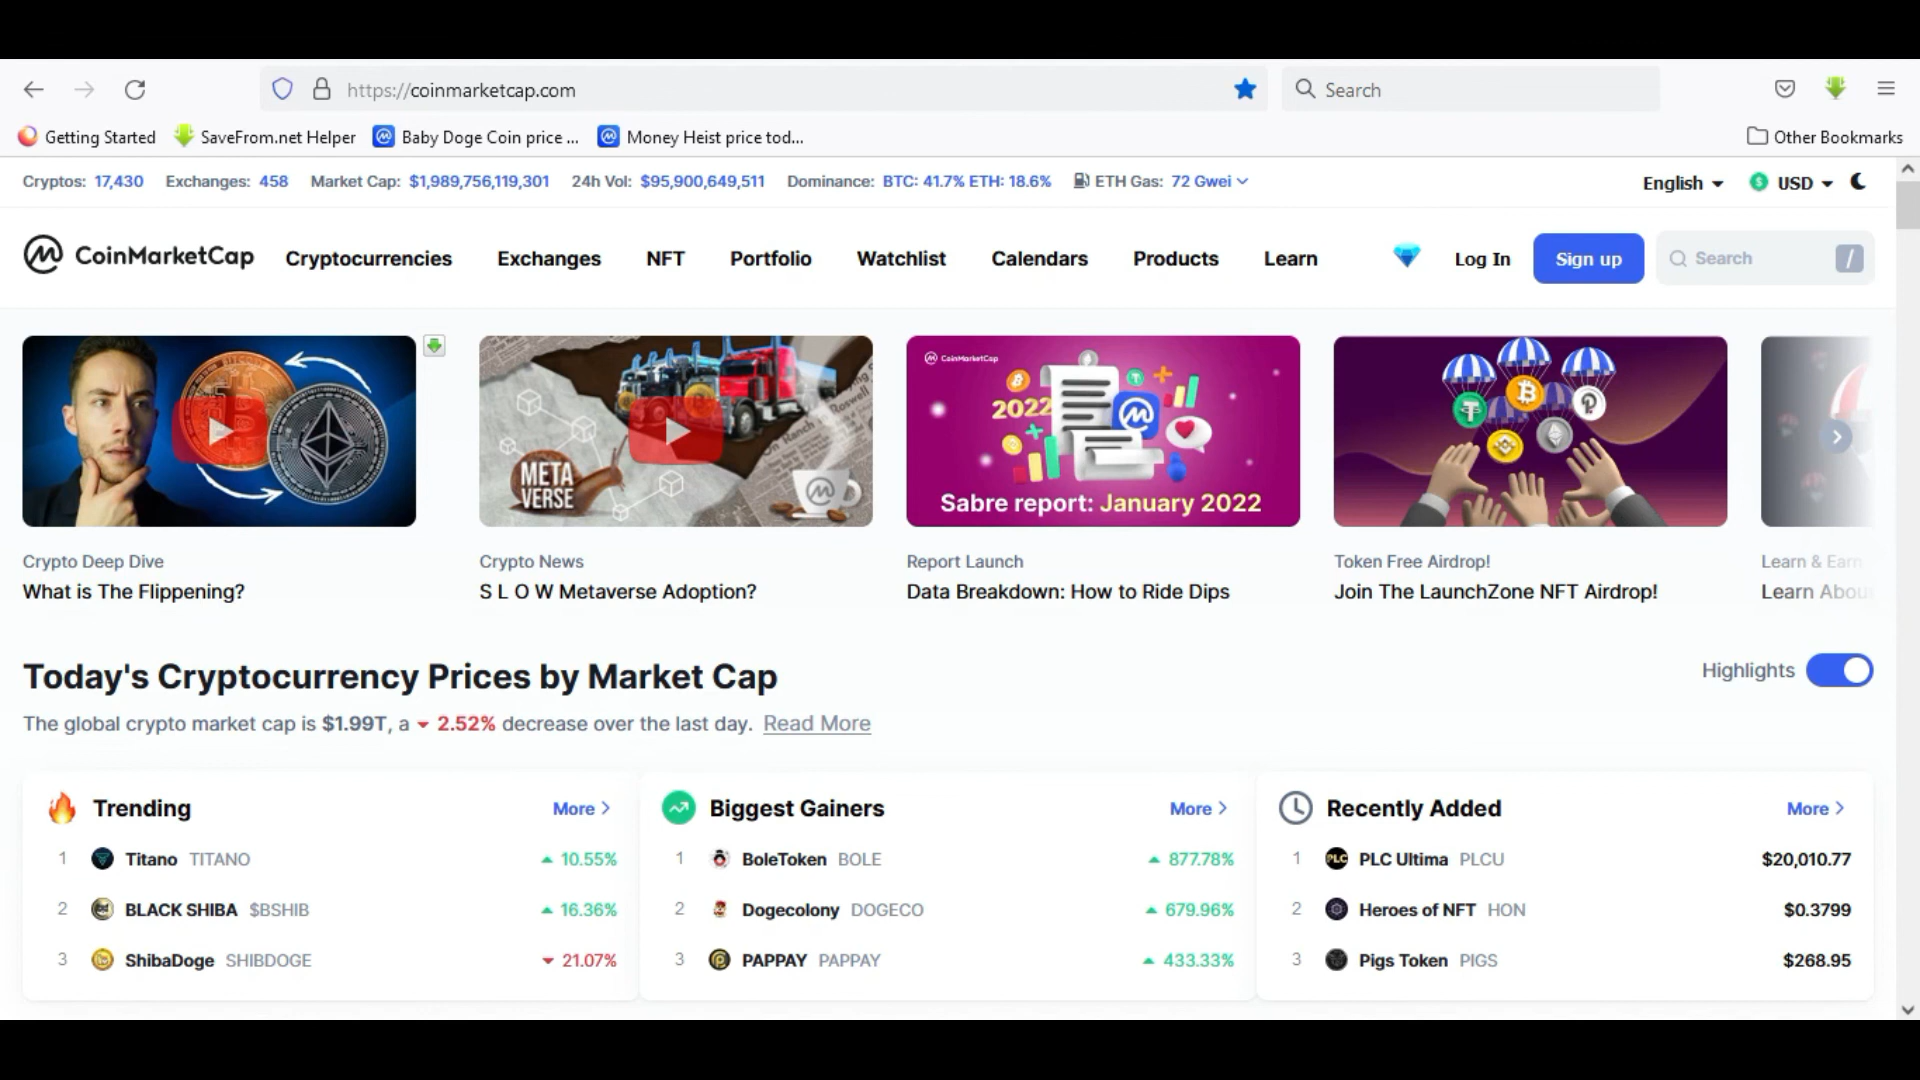 https://coinmarketcap.com
Search
Getting Started
SaveFrom.net Helper
Baby Doge Coin price ...
Money Heist price tod...
Other Bookmarks
Cryptos: 17,430 Exchanges: 458 Market Cap: $1,989,756,119,301 24h Vol: $95,900,649,511 Dominance: BTC: 41.7% ETH: 18.6% ETH Gas: 72 Gwei
English USD
CoinMarketCap Cryptocurrencies Exchanges NFT Portfolio Watchlist Calendars Products Learn Log In Sign up Search /
META
VERSE
Roswell
CoinMarketCap
2022
Sabre report: January 2022
Crypto Deep Dive
What is The Flippening?
Crypto News
S L O W Metaverse Adoption?
Report Launch
Data Breakdown: How to Ride Dips
Token Free Airdrop!
Join The LaunchZone NFT Airdrop!
Learn & Earn
Learn Abou
Today's Cryptocurrency Prices by Market Cap
Highlights
The global crypto market cap is $1.99T, a 2.52% decrease over the last day. Read More
Trending More
1 Titano TITANO 10.55%
2 BLACK SHIBA $BSHIB 16.36%
3 ShibaDoge SHIBDOGE 21.07%
Biggest Gainers More
1 BoleToken BOLE 877.78%
2 Dogecolony DOGECO 679.96%
3 PAPPAY PAPPAY 433.33%
Recently Added More
1 PLC Ultima PLCU $20,010.77
2 Heroes of NFT HON $0.3799
3 Pigs Token PIGS $268.95